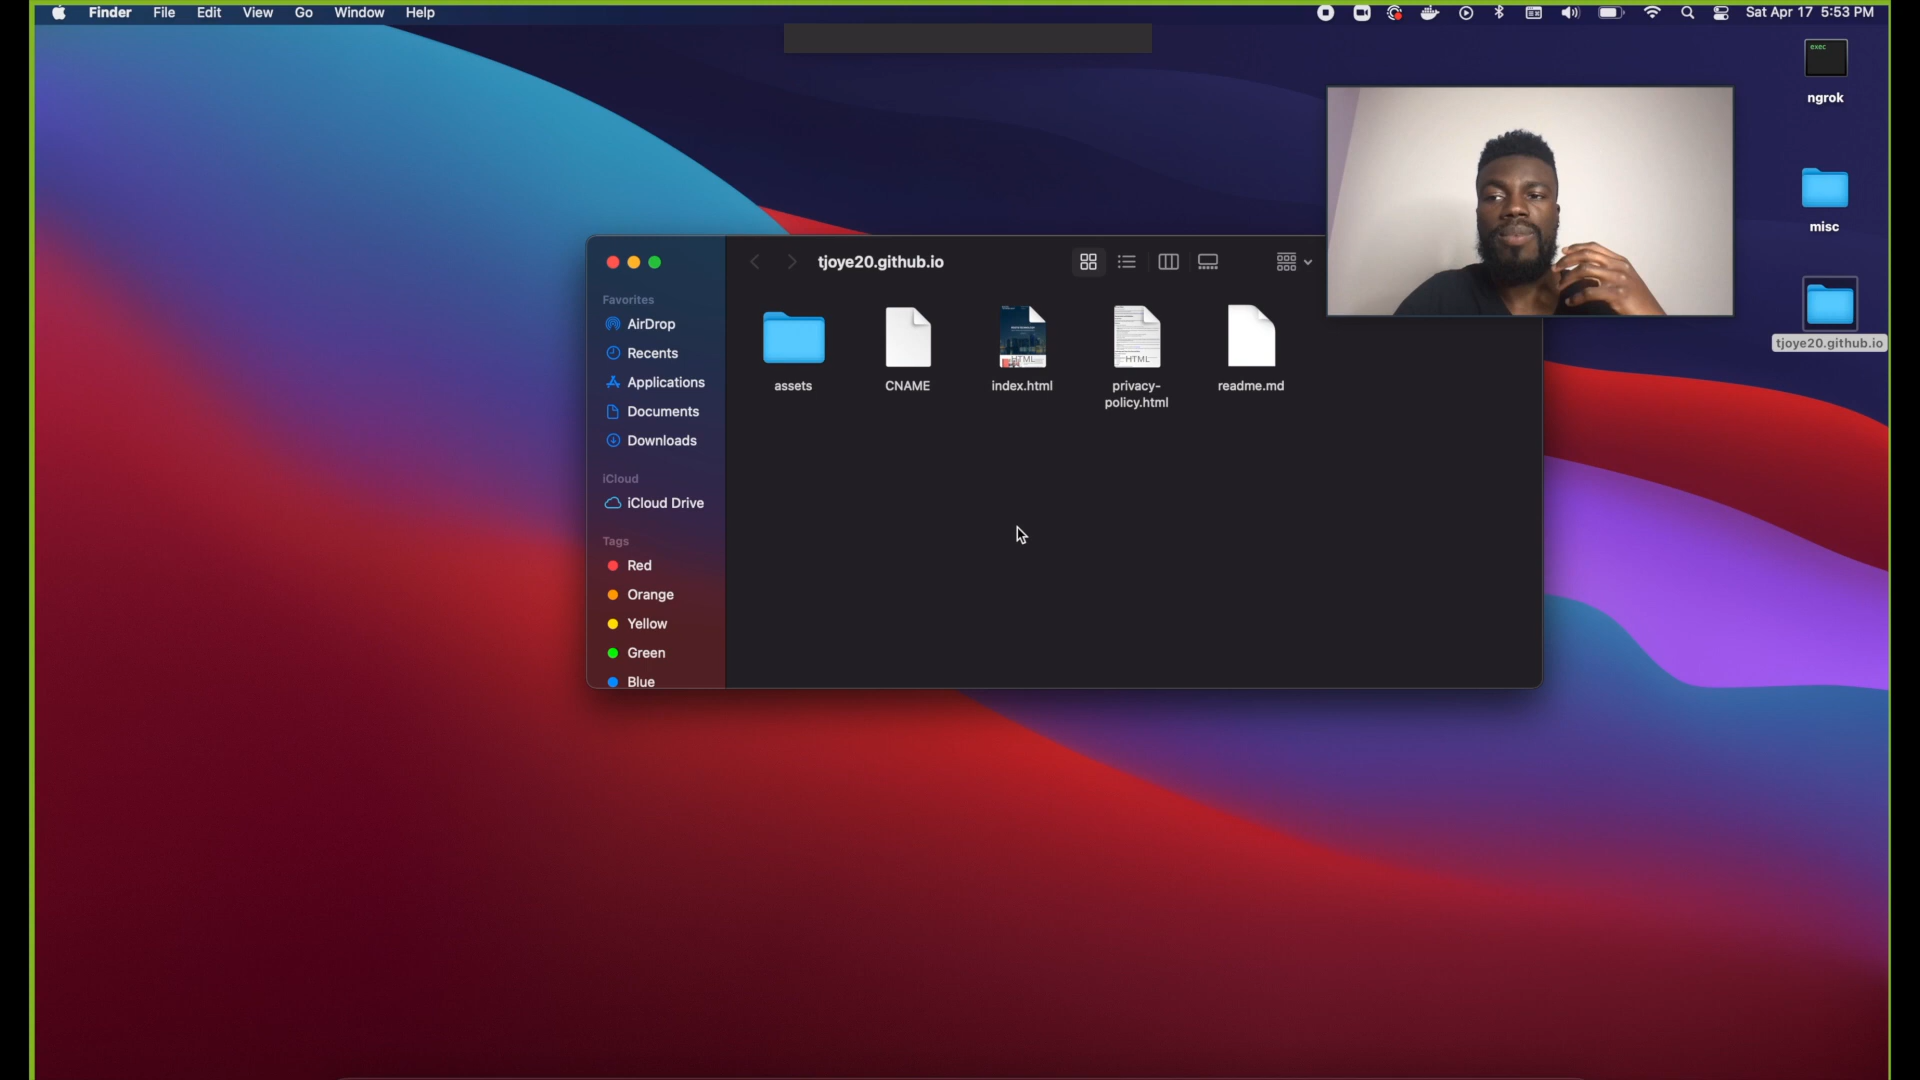 Finder File Edit View Go Window Help Sat Apr 17 5:53 PM
exec
ngrok
misc
tjoye20.github.io
tjoye20.github.io
Favorites
AirDrop
Recents
Applications
Documents
Downloads
iCloud
iCloud Drive
Tags
Red
Orange
Yellow
Green
Blue
HTML
HTML
assets
CNAME
index.html
privacy-
policy.html
readme.md